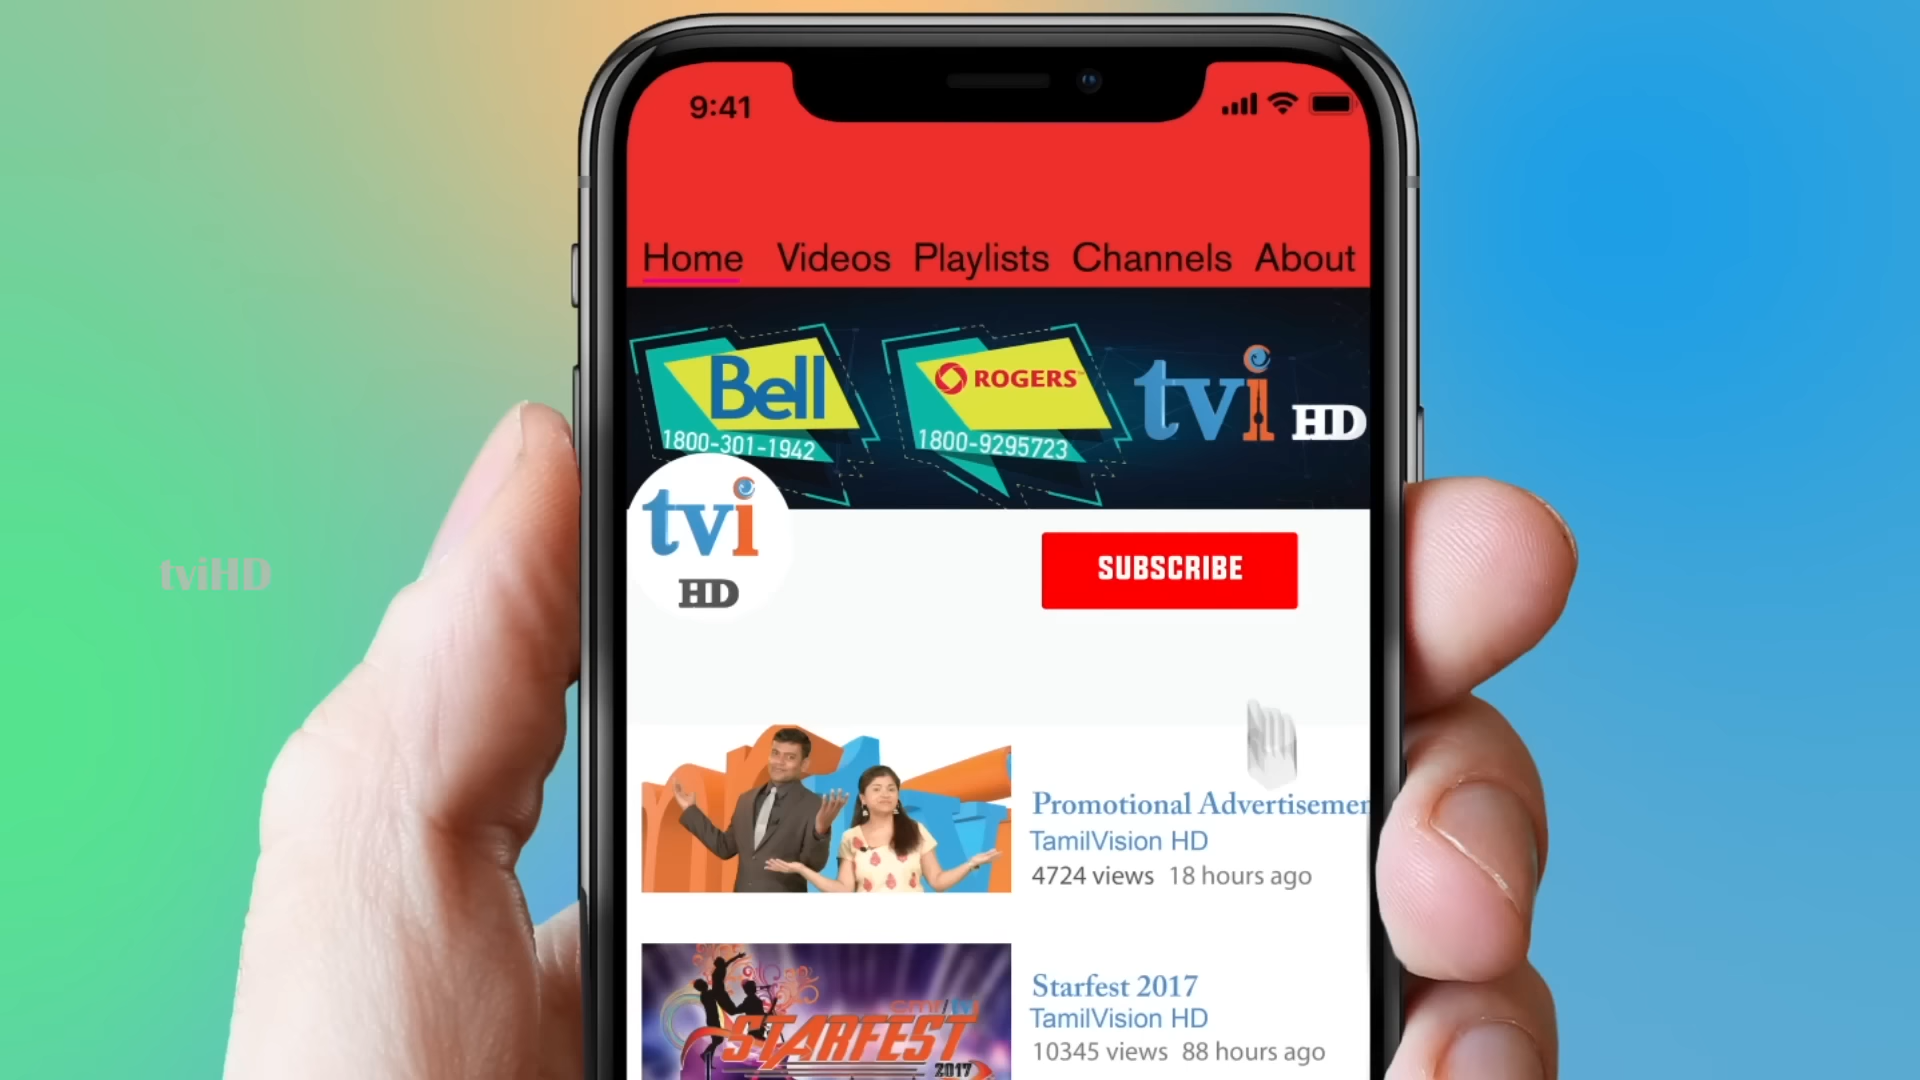 9:41
Home Videos Playlists Channels About
Bell
1800-301-1942
ROGERS
1800-9295723
tvi HD
tvi
HD
SUBSCRIBE
tviHD
Promotional Advertisemen
TamilVision HD
4724 views 18 hours ago
Starfest 2017
TamilVision HD
10345 views 88 hours ago
STARFEST
2017